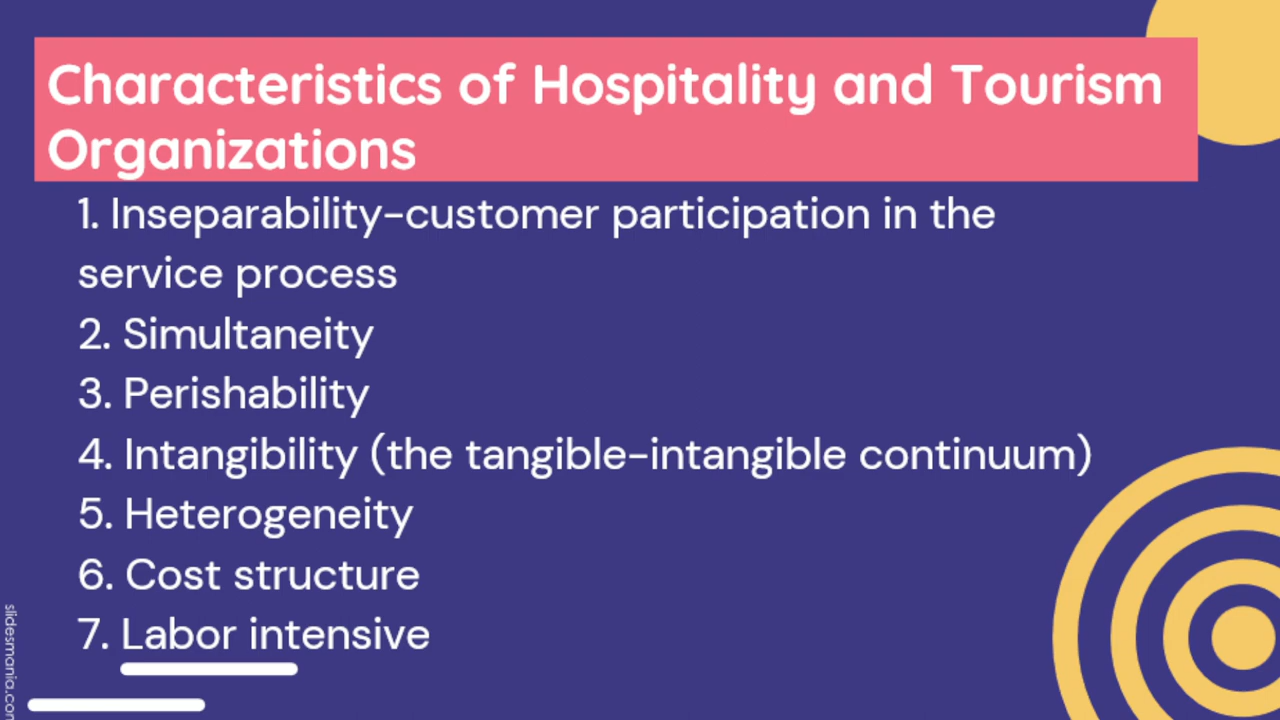 Characteristics of Hospitality and Tourism
Organizations
1. Inseparability-customer participation in the
service process
2. Simultaneity
3. Perishability
4. Intangibility (the tangible-intangible continuum)
5. Heterogeneity
6. Cost structure
7. Labor intensive
slidesmania.com